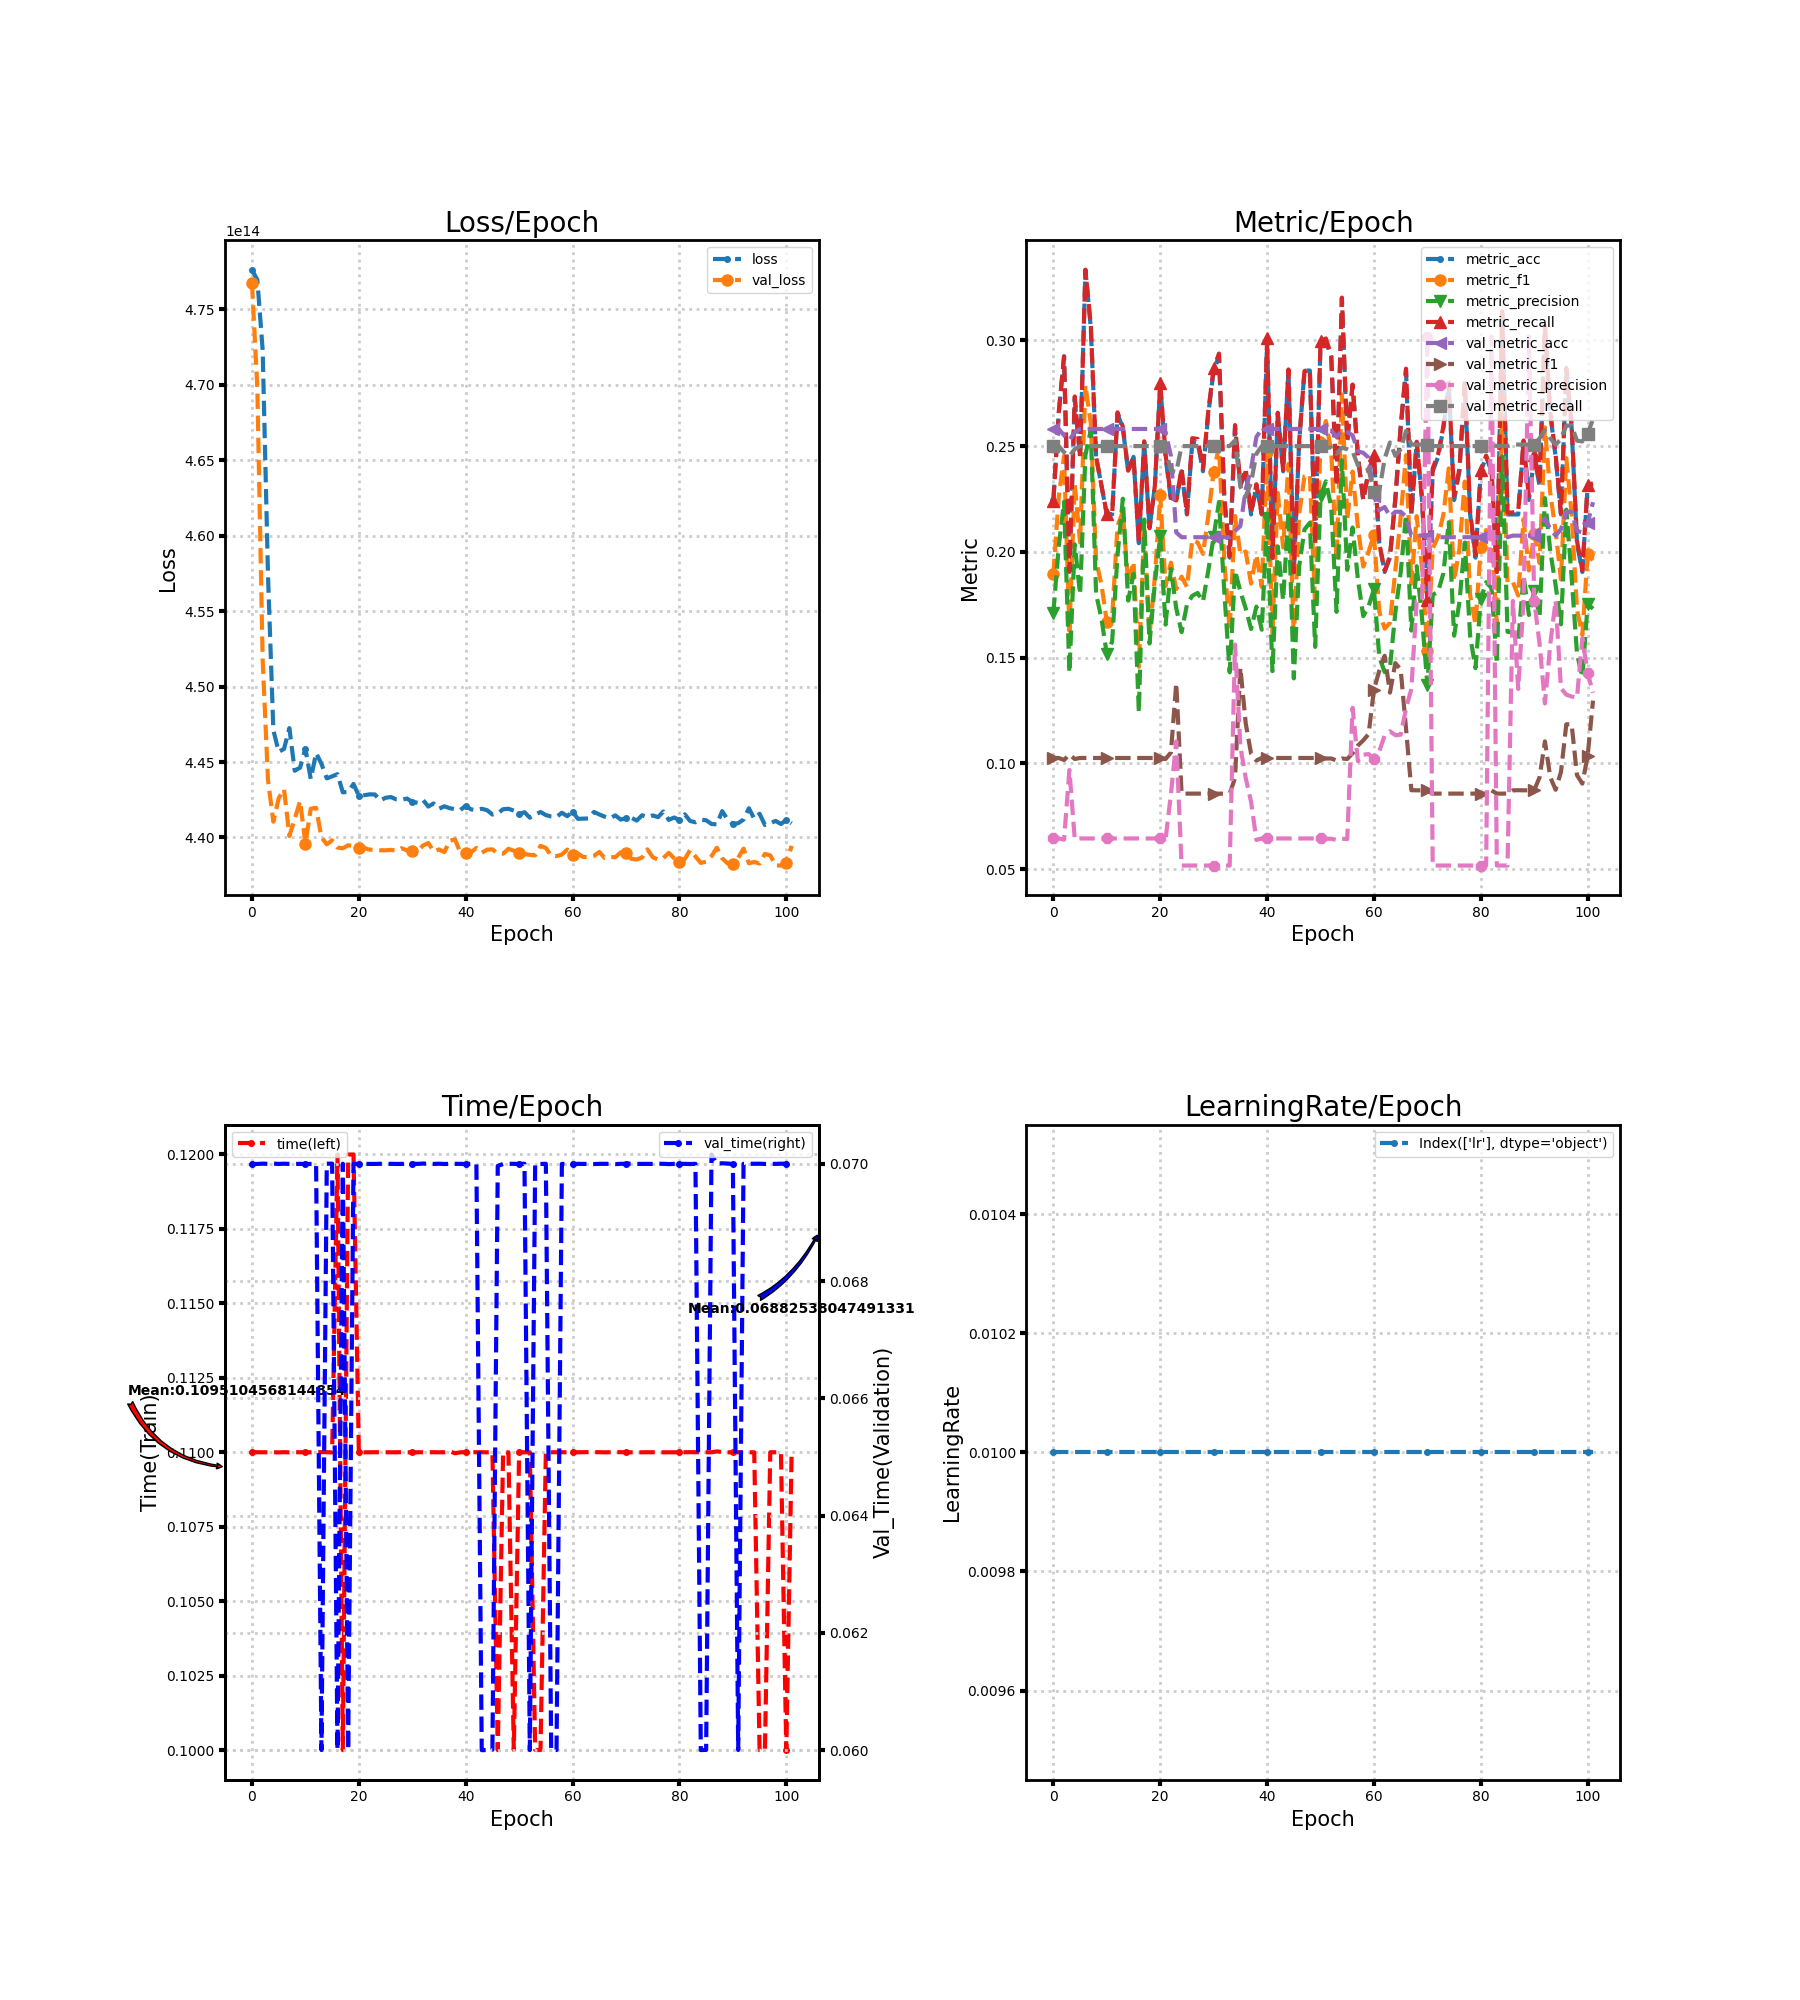 Loss/Epoch
1e14
loss
val_loss
4.75
4.70
4.65
4.60
4.55
4.50
4.45
4.40
Loss
0
20
40
60
80
100
Epoch
Metric/Epoch
metric_acc
metric_f1
metric_precision
metric_recall
val_metric_acc
val_metric_f1
val_metric_precision
val_metric_recall
0.30
0.25
0.20
0.15
0.10
0.05
Metric
0
20
40
60
80
100
Epoch
Time/Epoch
time(left)
val_time(right)
0.1200
0.1175
0.1150
0.1125
0.1100
0.1075
0.1050
0.1025
0.1000
Time(Train)
0.070
0.068
0.066
0.064
0.062
0.060
Val_Time(Validation)
Mean:0.06882538047491331
0
20
40
60
80
100
Epoch
LearningRate/Epoch
Index(['lr'], dtype='object')
0.0104
0.0102
0.0100
0.0098
0.0096
LearningRate
0
20
40
60
80
100
Epoch